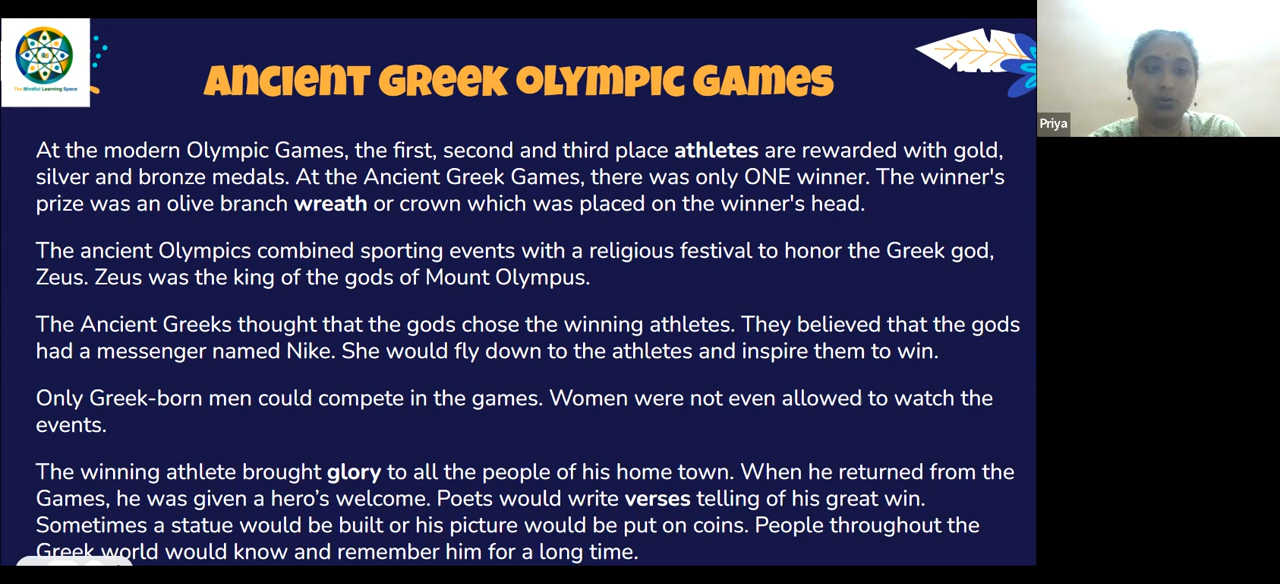 The Mindful Learning Space
Ancient Greek Olympic Games
Priya
At the modern Olympic Games, the first, second and third place athletes are rewarded with gold,
silver and bronze medals. At the Ancient Greek Games, there was only ONE winner. The winner's
prize was an olive branch wreath or crown which was placed on the winner's head.
The ancient Olympics combined sporting events with a religious festival to honor the Greek god,
Zeus. Zeus was the king of the gods of Mount Olympus.
The Ancient Greeks thought that the gods chose the winning athletes. They believed that the gods
had a messenger named Nike. She would fly down to the athletes and inspire them to win.
Only Greek-born men could compete in the games. Women were not even allowed to watch the
events.
The winning athlete brought glory to all the people of his home town. When he returned from the
Games, he was given a hero’s welcome. Poets would write verses telling of his great win.
Sometimes a statue would be built or his picture would be put on coins. People throughout the
Greek world would know and remember him for a long time.